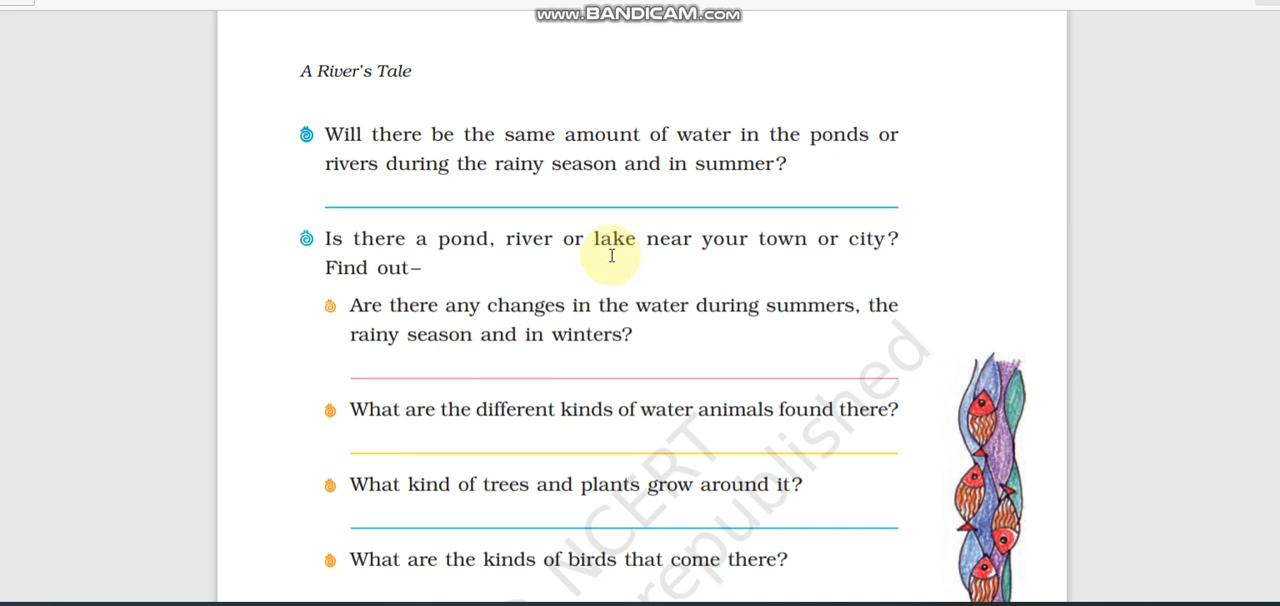 www.BANDICAM.com
A River's Tale
Will there be the same amount of water in the ponds or
rivers during the rainy season and in summer?
Is there a pond, river or lake near your town or city?
Find out–
Are there any changes in the water during summers, the
rainy season and in winters?
What are the different kinds of water animals found there?
What kind of trees and plants grow around it?
What are the kinds of birds that come there?
NCERT
republished